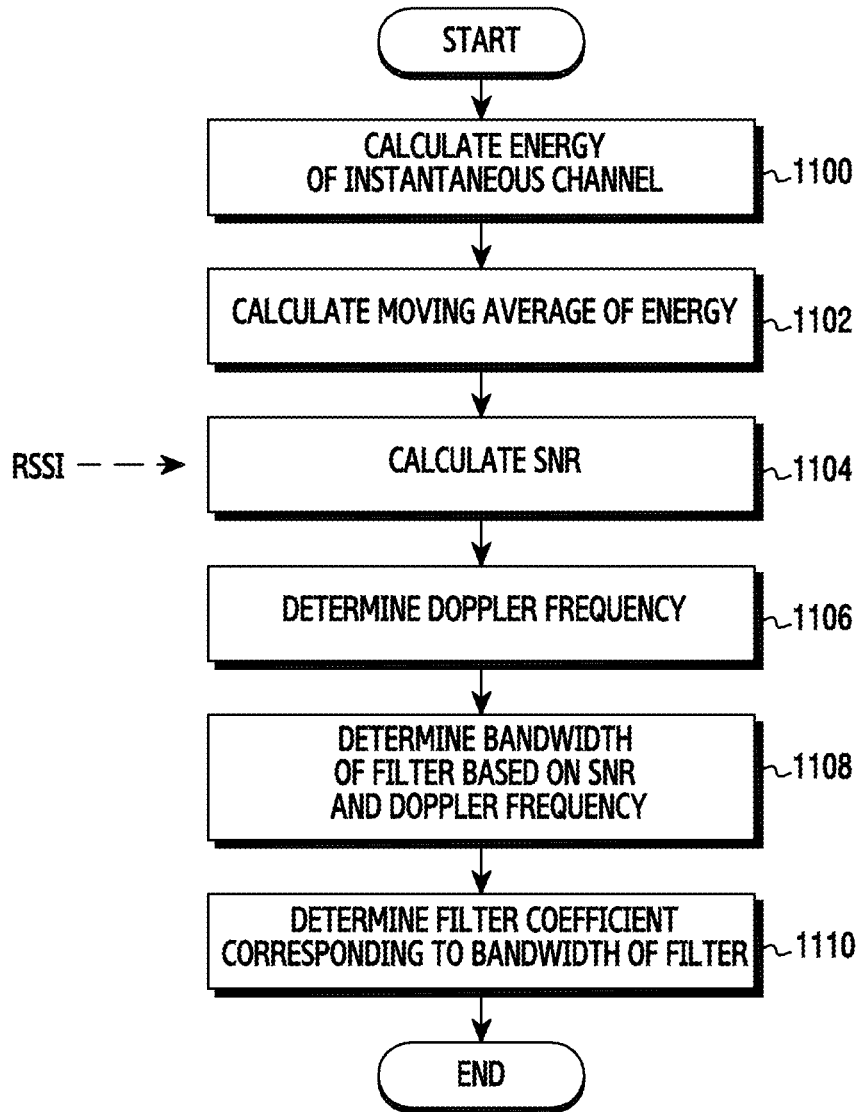 START
CALCULATE ENERGY
OF INSTANTANEOUS CHANNEL
1100
CALCULATE MOVING AVERAGE OF ENERGY
1102
RSSI
CALCULATE SNR
1104
DETERMINE DOPPLER FREQUENCY
1106
DETERMINE BANDWIDTH
OF FILTER BASED ON SNR
AND DOPPLER FREQUENCY
1108
DETERMINE FILTER COEFFICIENT
CORRESPONDING TO BANDWIDTH OF FILTER
1110
END